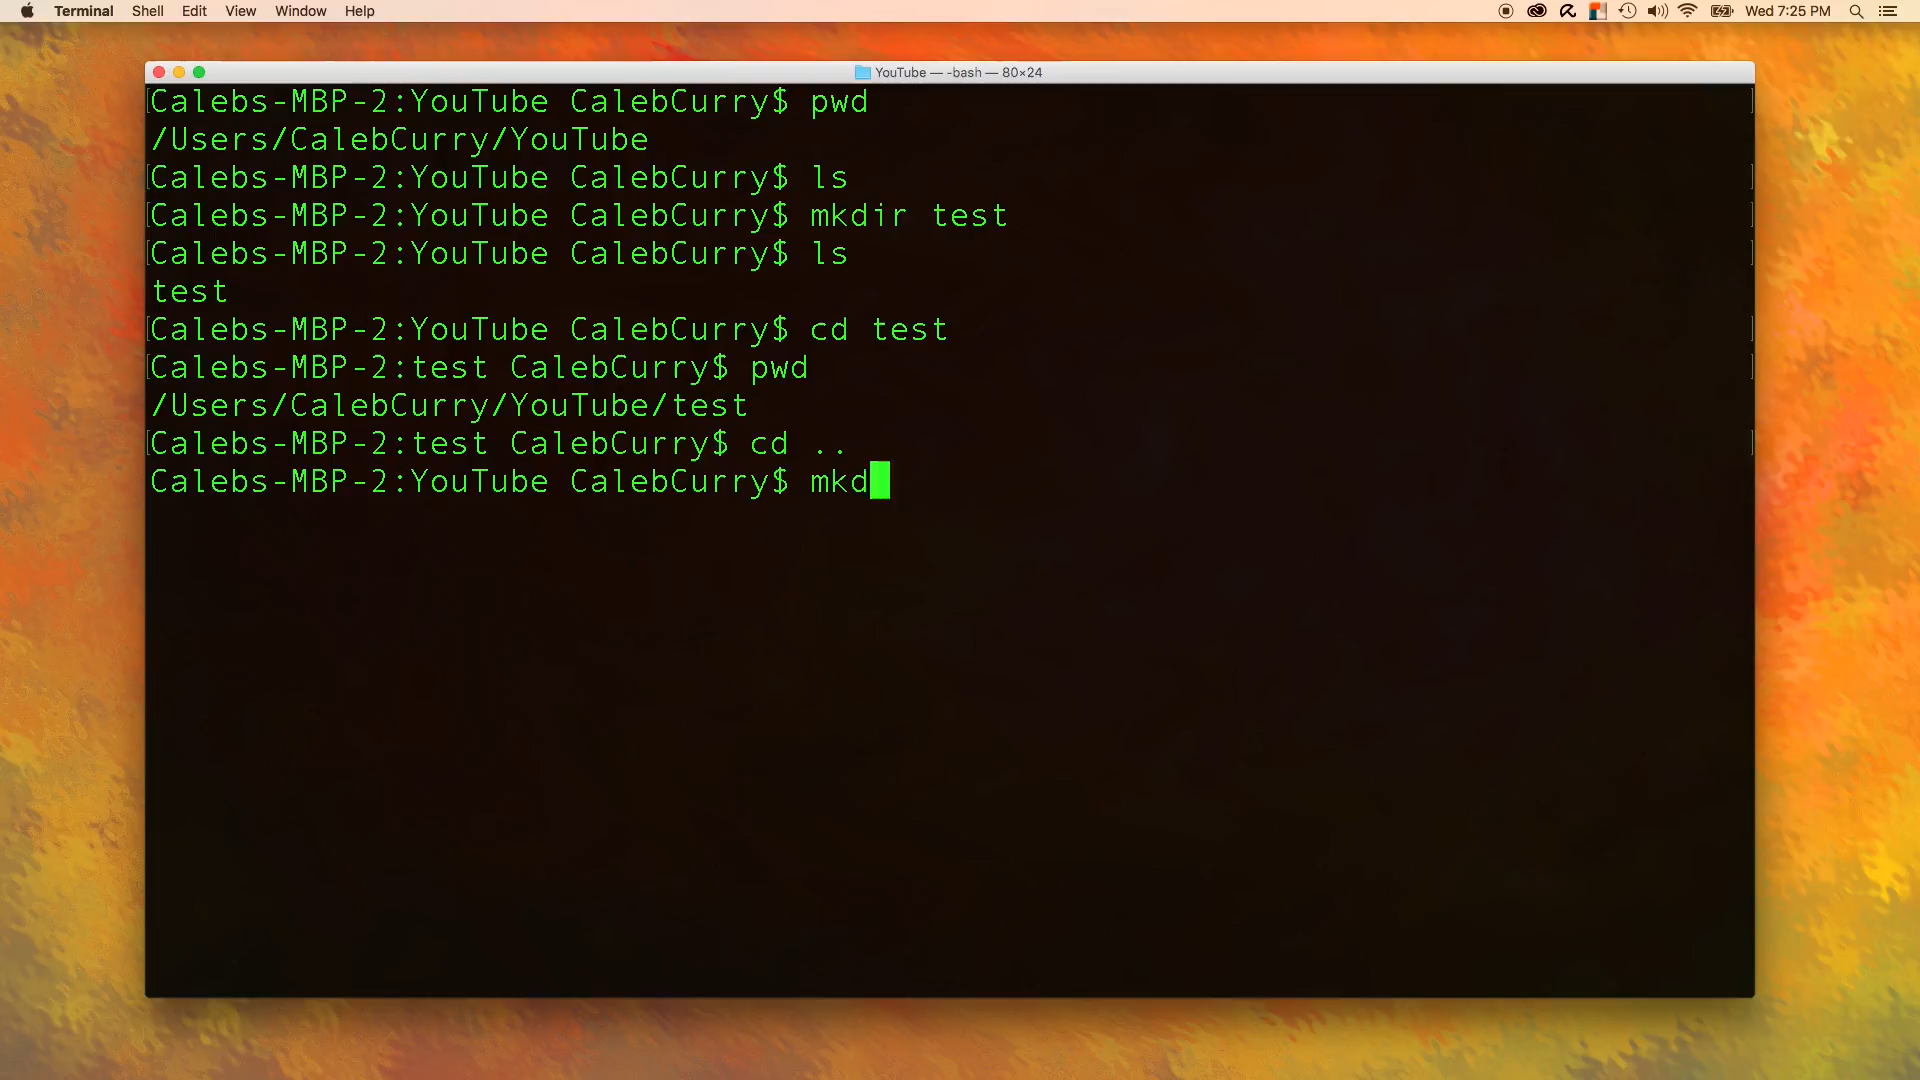 Terminal Shell Edit View Window Help Wed 7:25 PM
YouTube — -bash — 80×24
[Calebs-MBP-2:YouTube CalebCurry$ pwd ]
/Users/CalebCurry/YouTube
[Calebs-MBP-2:YouTube CalebCurry$ ls ]
[Calebs-MBP-2:YouTube CalebCurry$ mkdir test ]
[Calebs-MBP-2:YouTube CalebCurry$ ls ]
test
[Calebs-MBP-2:YouTube CalebCurry$ cd test ]
[Calebs-MBP-2:test CalebCurry$ pwd ]
/Users/CalebCurry/YouTube/test
[Calebs-MBP-2:test CalebCurry$ cd .. ]
Calebs-MBP-2:YouTube CalebCurry$ mkd